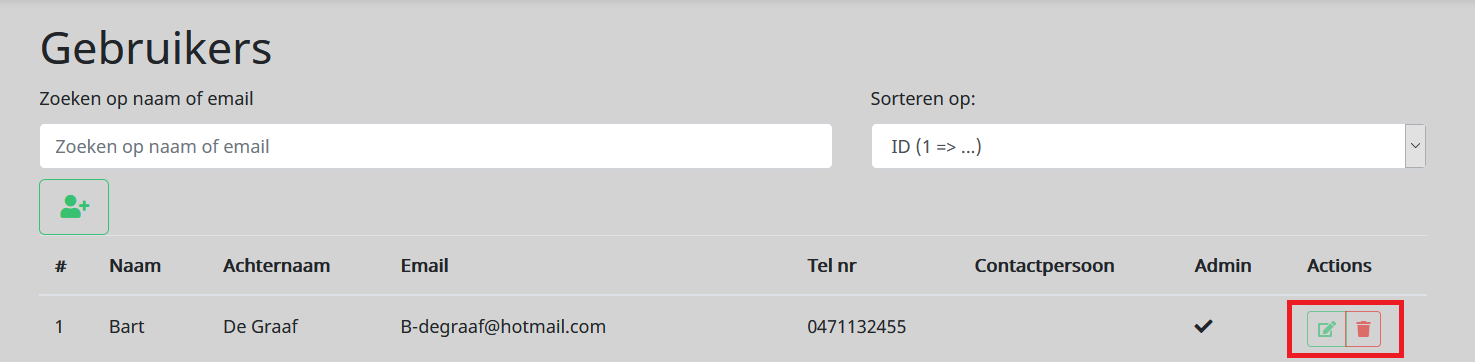 Gebruikers
Zoeken op naam of email
Sorteren op:
Zoeken op naam of email
ID (1 => ...)
# Naam Achternaam Email Tel nr Contactpersoon Admin Actions
1 Bart De Graaf B-degraaf@hotmail.com 0471132455